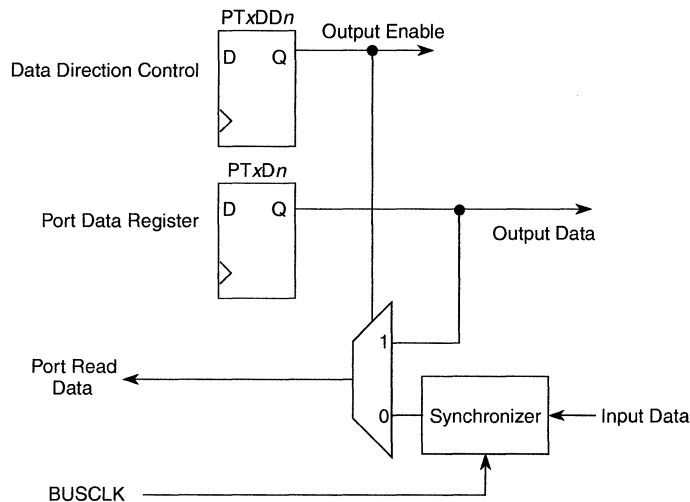 PTxDDn
Output Enable
D Q
Data Direction Control
PTxDn
D Q
Port Data Register
Output Data
1
Port Read
Data
0
Synchronizer
Input Data
BUSCLK